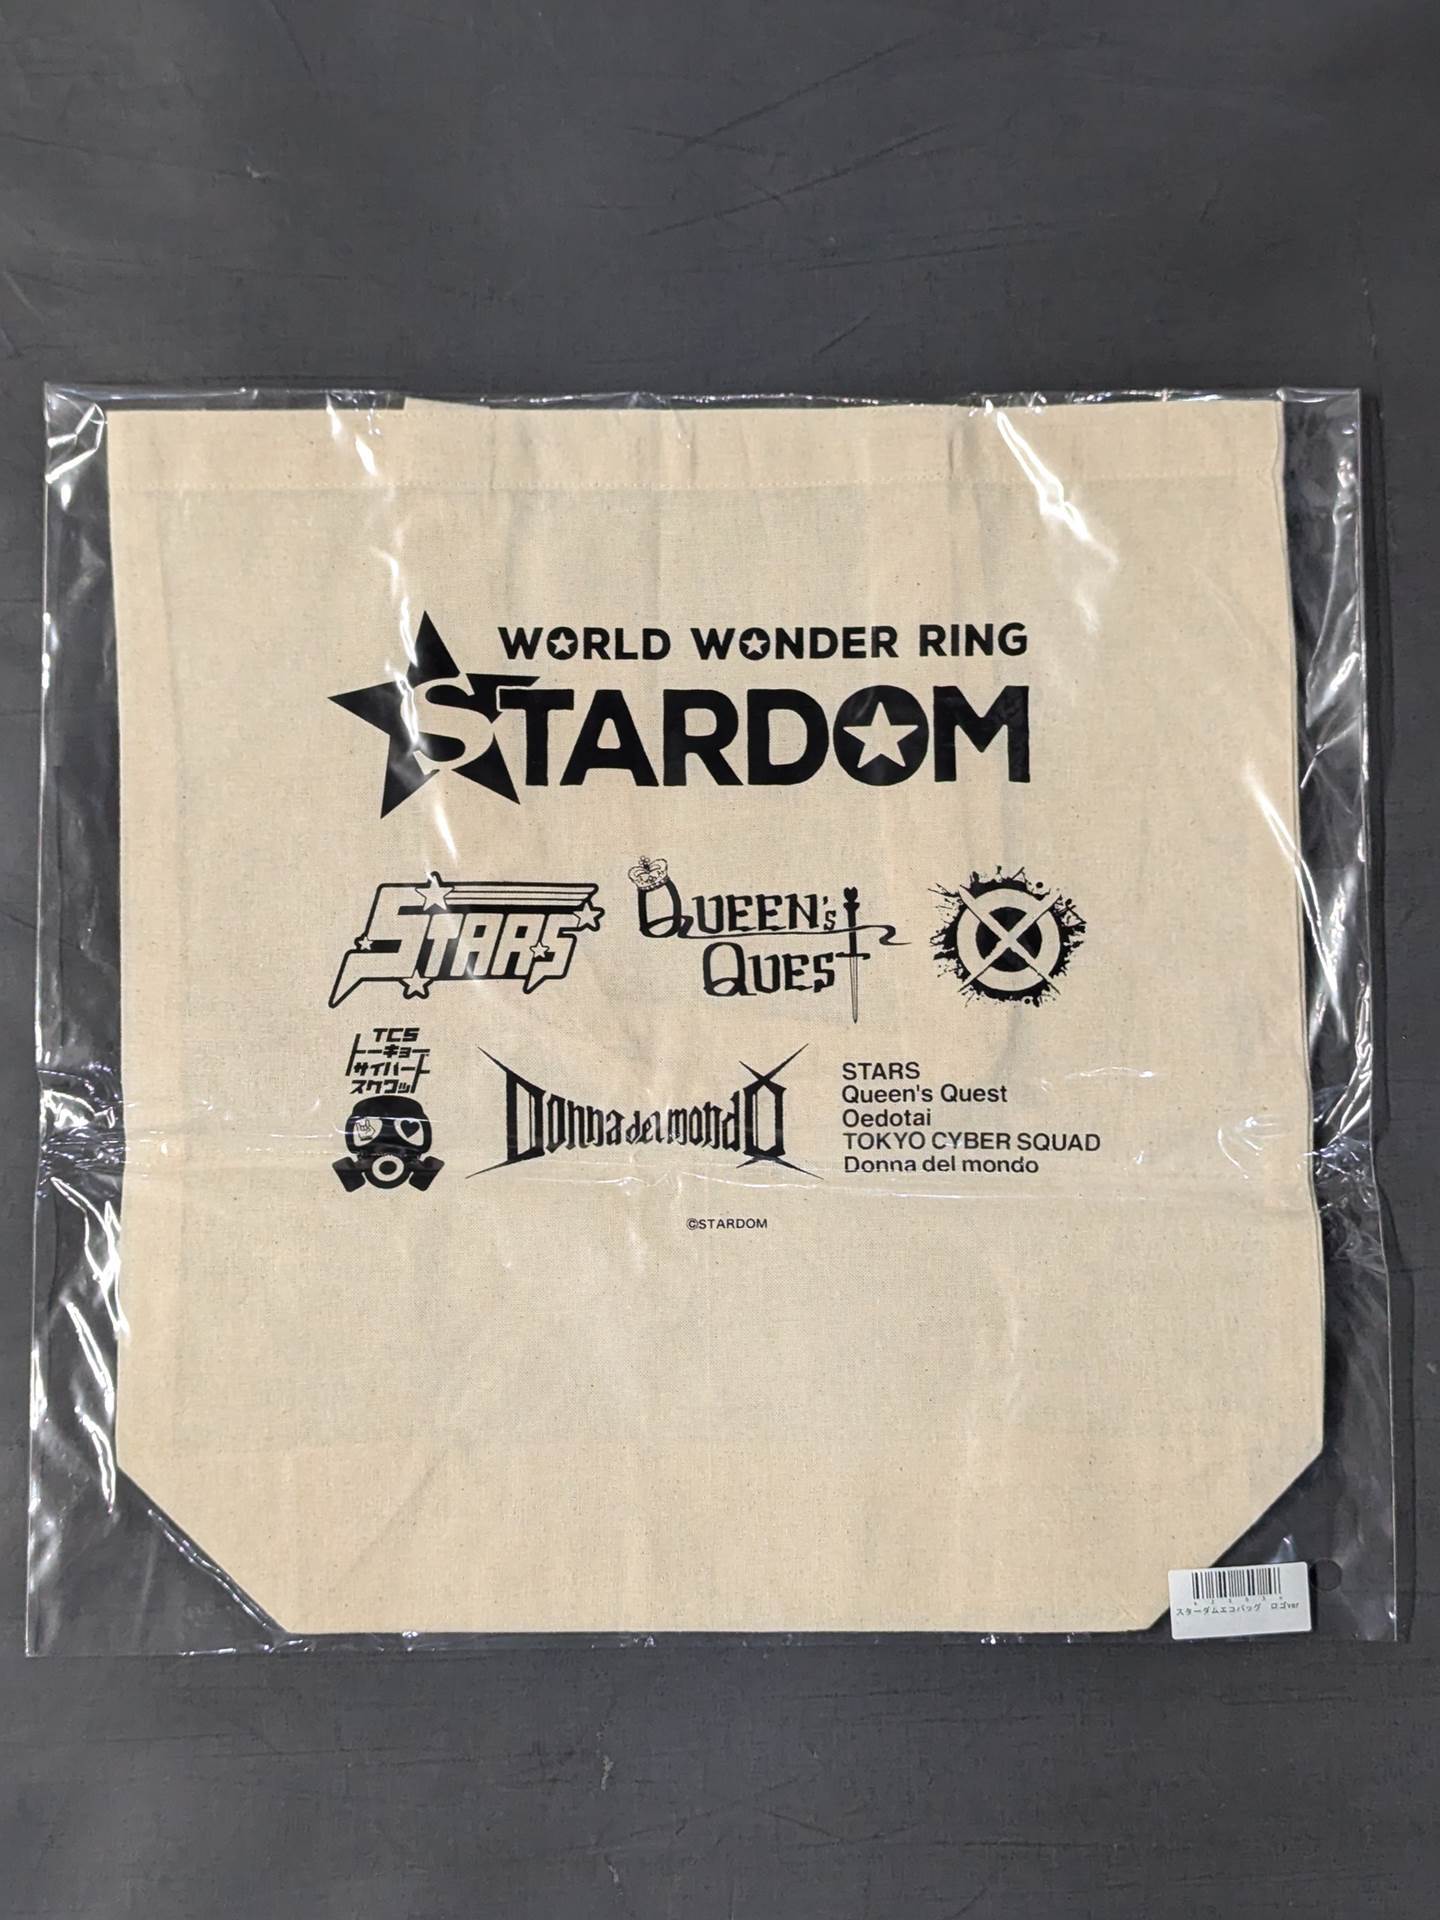 WORLD WONDER RING
STARDOM
STARS
QUEEN's
QUEST
TCS
トーキョー
サイバー
スクワッド
Donna del mondo
STARS
Queen's Quest
Oedotai
TOKYO CYBER SQUAD
Donna del mondo
©STARDOM
スターダムエコバッグ ロゴver